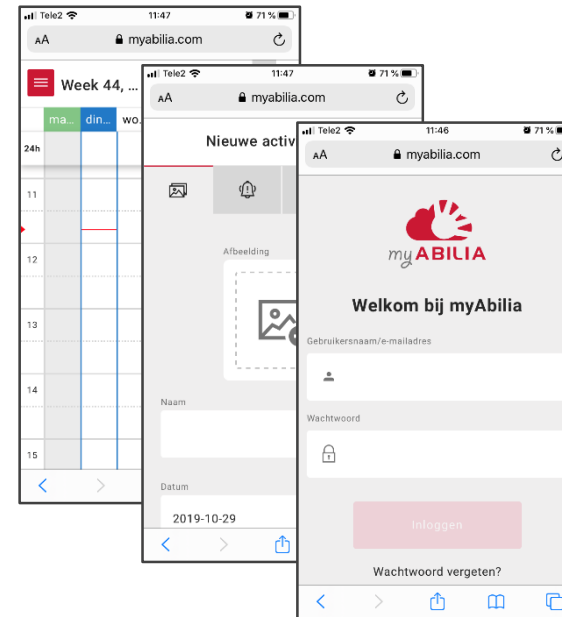 Tele2 11:47 71 %
AA myabilia.com
Week 44, ...
ma... din... wo.
24h
11
12
13
14
15
Tele2 11:47 71 %
AA myabilia.com
Nieuwe activ
Afbeelding
Naam
Datum
2019-10-29
Tele2 11:46 71 %
AA myabilia.com
my ABILIA
Welkom bij myAbilia
Gebruikersnaam/e-mailadres
Wachtwoord
Inloggen
Wachtwoord vergeten?